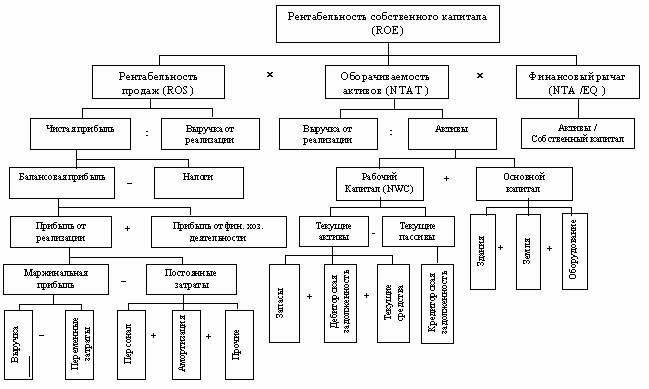 Рентабельность собственного капитала
(ROE)
Рентабельность
продаж (ROS)
×
Оборачиваемость
активов (NTAT)
×
Финансовый рычаг
(NTA /EQ )
Чистая прибыль
:
Выручка от
реализации
Выручка от
реализации
:
Активы
Активы /
Собственный капитал
Балансовая прибыль
–
Налоги
Рабочий
Капитал (NWC)
+
Основной
капитал
Прибыль от
реализации
+
Прибыль от фин. хоз.
деятельности
Текущие
активы
-
Текущие
пассивы
Здания
+
Земля
+
Оборудование
Маржинальная
прибыль
–
Постоянные
затраты
Запасы
+
Дебиторская
задолженность
+
Текущие
средства
Кредиторская
задолженность
Выручка
–
Переменные
затраты
Персонал
+
Амортизация
+
Прочие